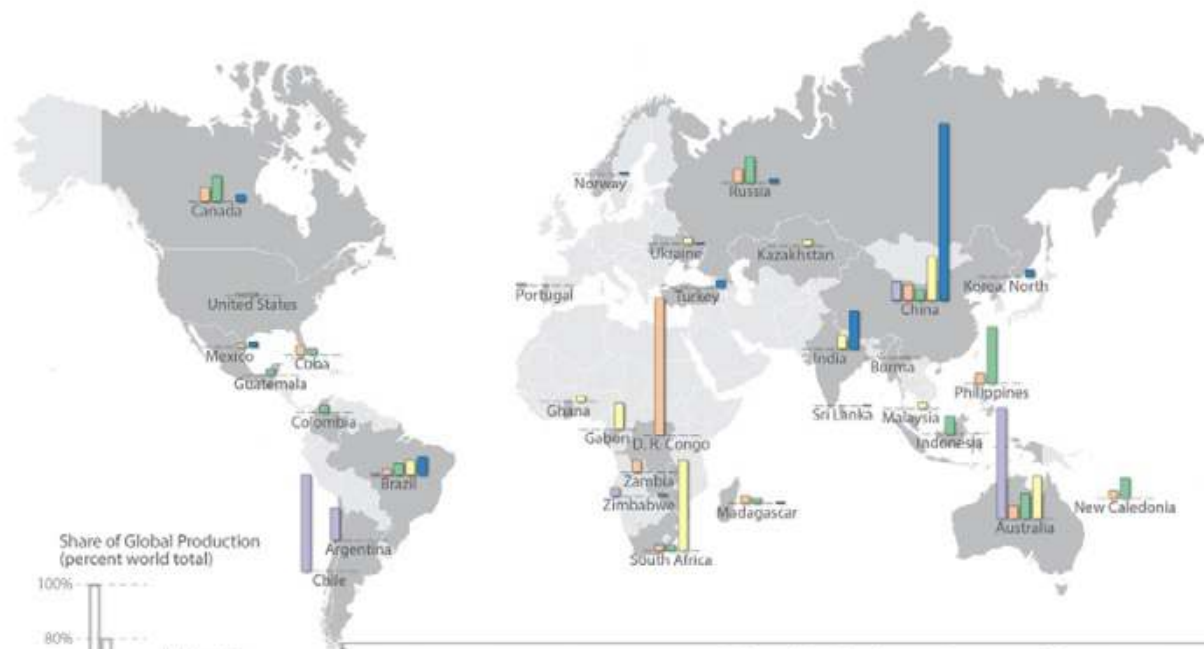 Canada
United States
Mexico
Cuba
Guatemala
Colombia
Brazil
Argentina
Chile
Norway
Russia
Ukraine
Kazakhstan
Portugal
Turkey
China
Korea, North
India
Burma
Philippines
Ghana
Sri Lanka
Malaysia
Gabon
D. R. Congo
Indonesia
Zambia
Zimbabwe
Madagascar
New Caledonia
Australia
South Africa
Share of Global Production
(percent world total)
100%
80%